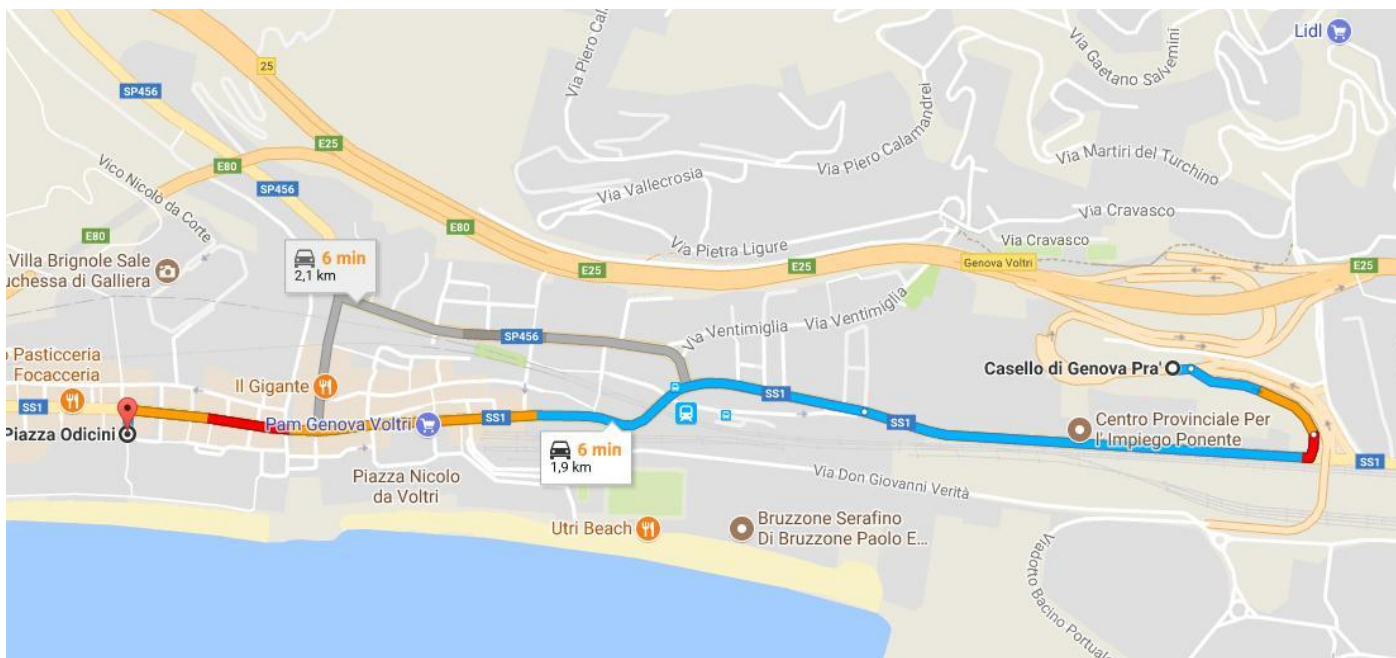 Via Piero Cal
Lidl
Via Gaetano Salvemini
25
SP456
Via Piero Calamandrei
E25
Via Martiri del Turchino
Vico Nicolò da Corte
E80
SP456
Via Vallecrosia
Via Piero Calamandrei
Via Cravasco
E80
E80
Via Pietra Ligure
Via Cravasco
Villa Brignole Sale
uchessa di Galliera
6 min
2,1 km
E25
E25
Genova Voltri
E25
SP456
Via Ventimiglia
Via Ventimiglia
Pasticceria
Focacceria
Casello di Genova Pra'
Il Gigante
SS1
SS1
SS1
Pam Genova Voltri
SS1
Centro Provinciale Per
l' Impiego Ponente
Piazza Odicini
6 min
1,9 km
SS1
Piazza Nicolo
da Voltri
Via Don Giovanni Verità
Utri Beach
Bruzzone Serafino
Di Bruzzone Paolo E...
Viadotto Bacino Portuale